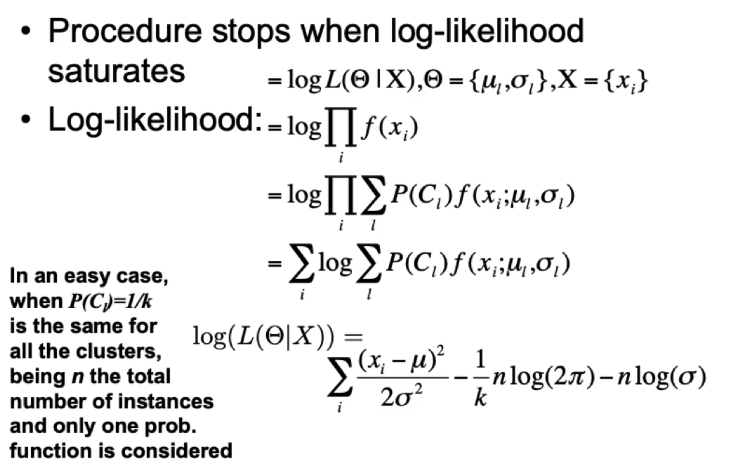 • Procedure stops when log-likelihood
saturates
= log L(Θ | X), Θ = {μ_l, σ_l}, X = {x_i}
• Log-likelihood: = log ∏_i f(x_i)
= log ∏_i ∑_l P(C_l) f(x_i; μ_l, σ_l)
= ∑_i log ∑_l P(C_l) f(x_i; μ_l, σ_l)
In an easy case,
when P(C_l)=1/k
is the same for
all the clusters,
being n the total
number of instances
and only one prob.
function is considered
log(L(Θ|X)) =
∑_i (x_i − μ)² / 2σ² − 1/k n log(2π) − n log(σ)